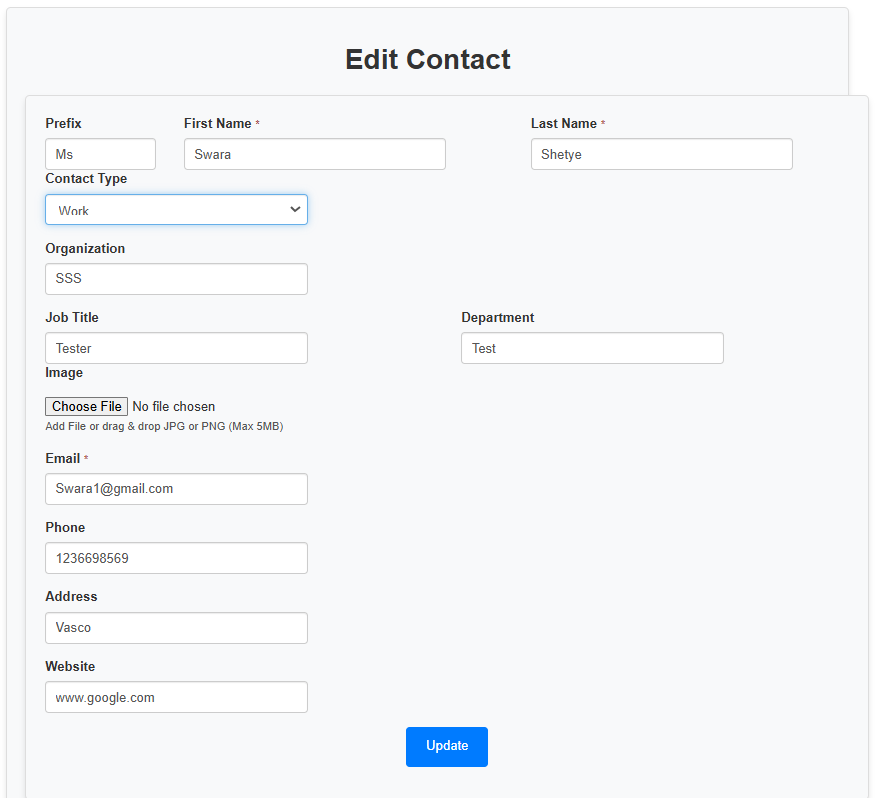 Edit Contact
Prefix First Name * Last Name *
Ms Swara Shetye
Contact Type
Work
Organization
SSS
Job Title Department
Tester Test
Image
Choose File No file chosen
Add File or drag & drop JPG or PNG (Max 5MB)
Email *
Swara1@gmail.com
Phone
1236698569
Address
Vasco
Website
www.google.com
Update